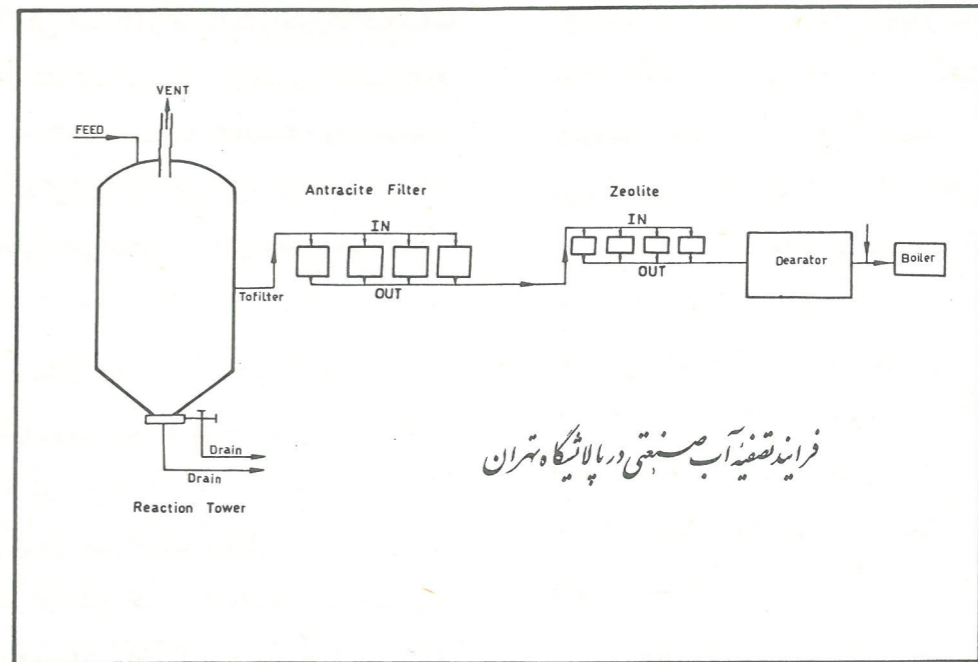 VENT
FEED
Antracite Filter
Zeolite
IN
IN
OUT
OUT
Tofilter
Dearator
Boiler
Drain
Drain
Reaction Tower
فرایند تصفیهٔ آب صنعتی در پالایشگاه تهران